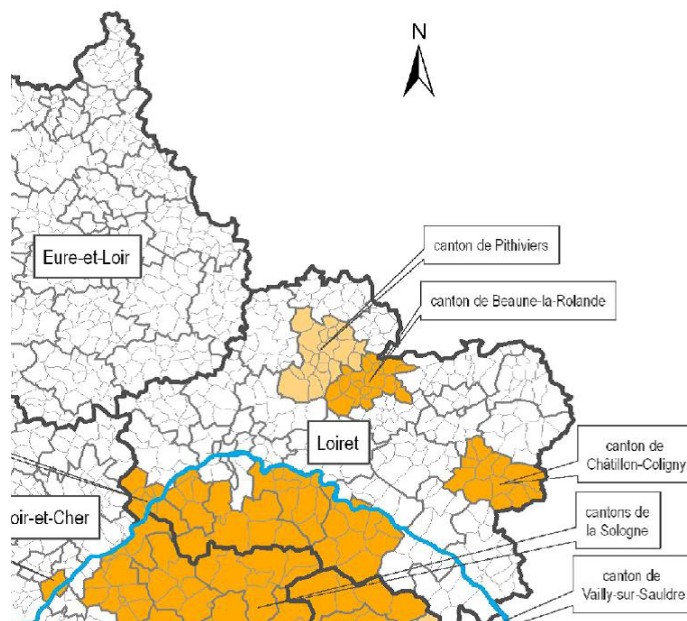 N
Eure-et-Loir
canton de Pithiviers
canton de Beaune-la-Rolande
Loiret
canton de
Châtillon-Coligny
oir-et-Cher
cantons de
la Sologne
canton de
Vailly-sur-Sauldre